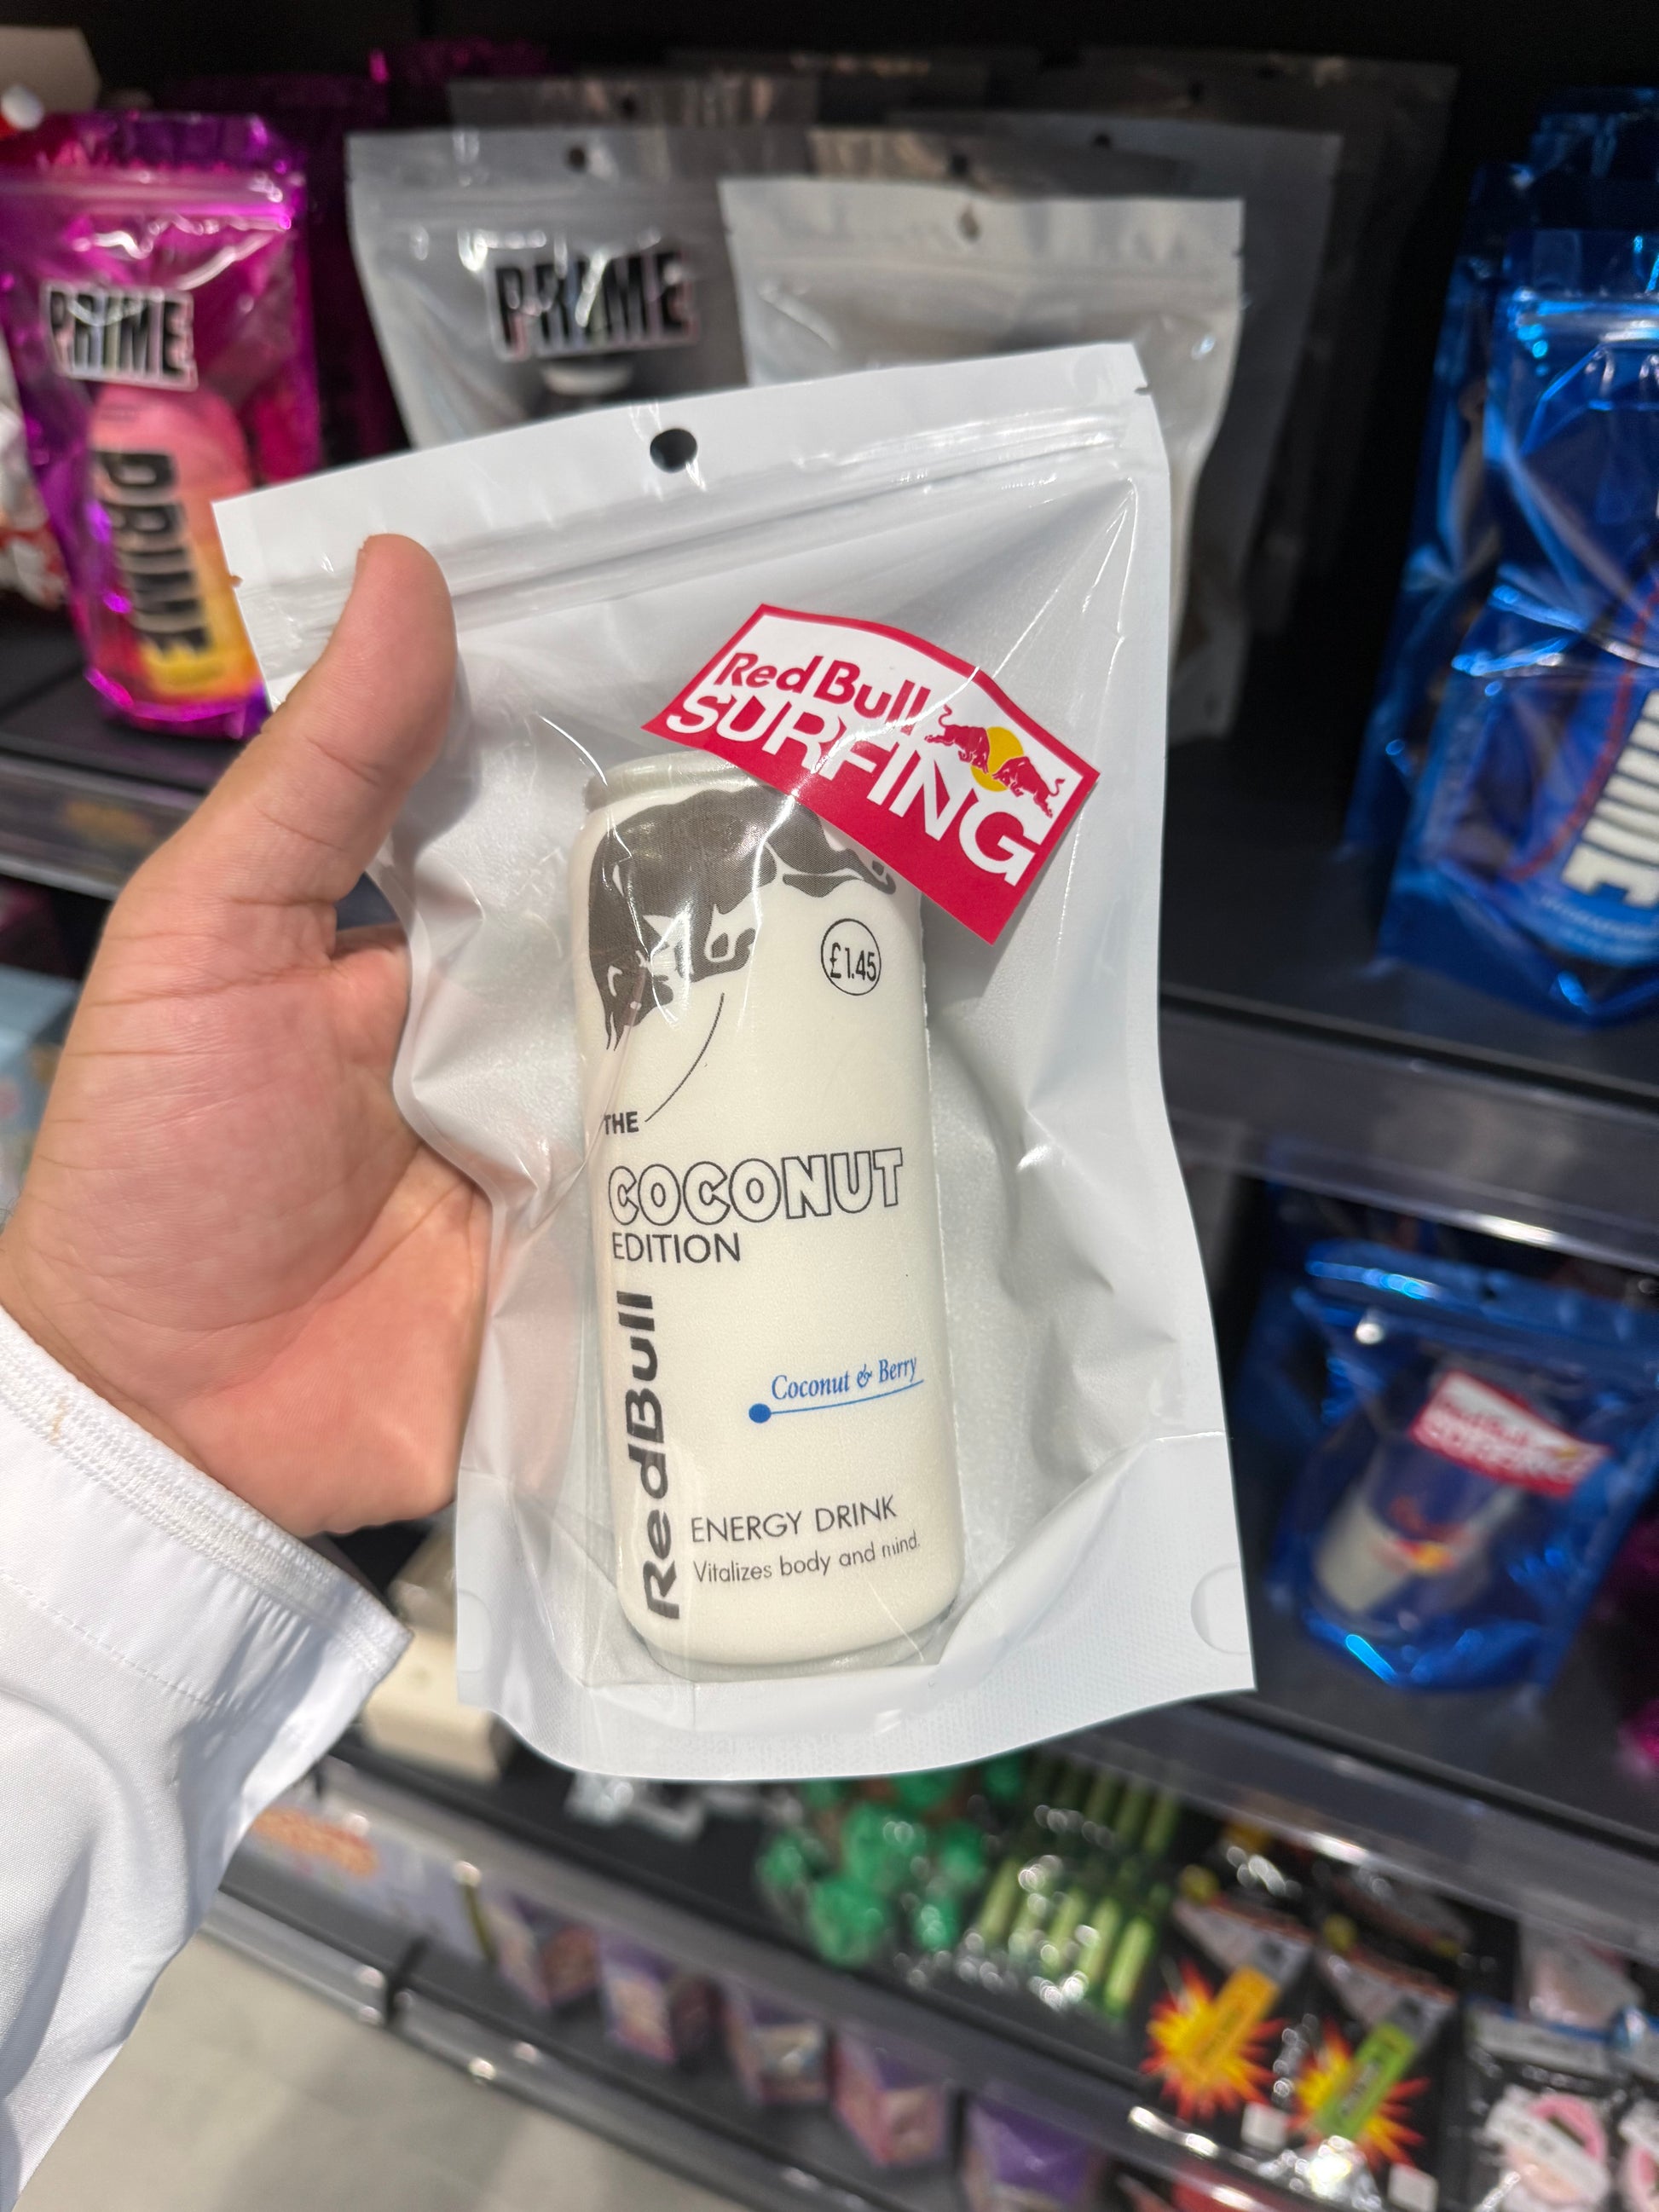 PRIME
PRIME
PRIME
Red Bull
SURFING
£1.45
THE
COCONUT
EDITION
RedBull
Coconut & Berry
ENERGY DRINK
Vitalizes body and mind.